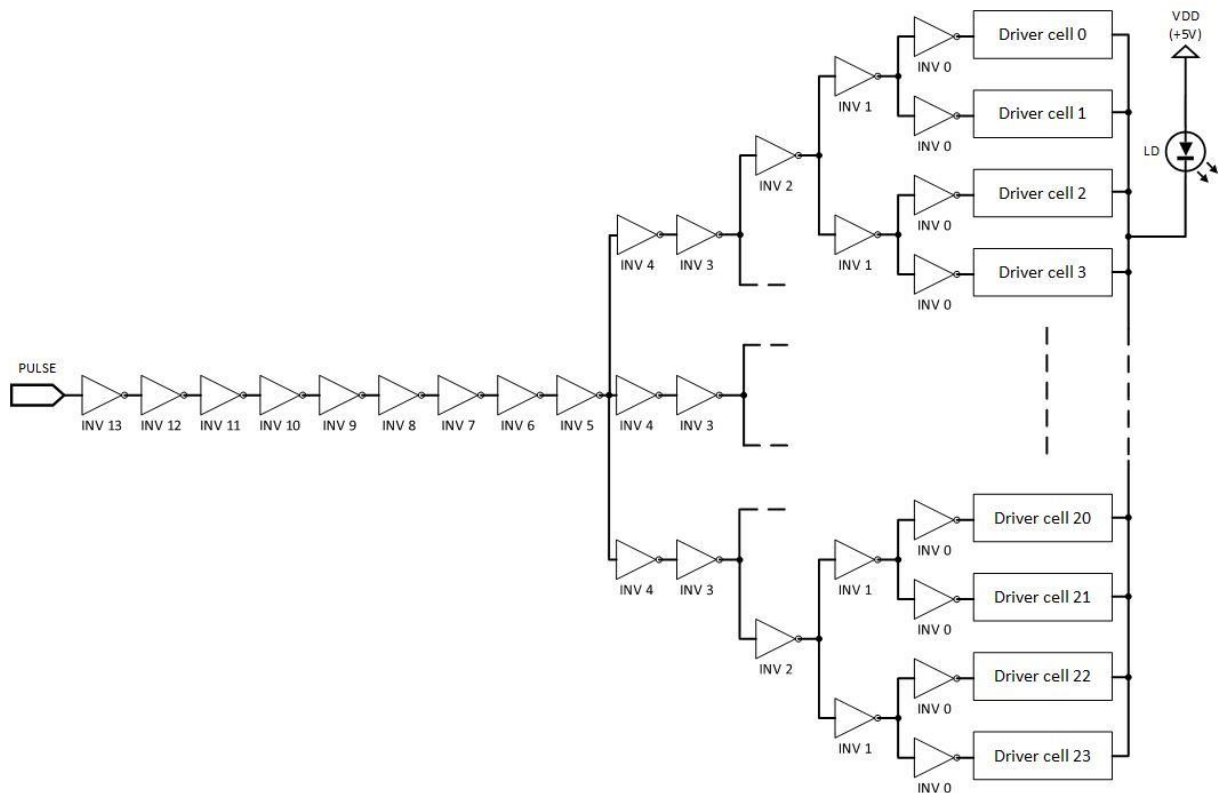 VDD
(+5V)
Driver cell 0
INV 0
INV 1
Driver cell 1
INV 0
LD
INV 2
Driver cell 2
INV 0
INV 4
INV 3
INV 1
Driver cell 3
INV 0
PULSE
INV 13
INV 12
INV 11
INV 10
INV 9
INV 8
INV 7
INV 6
INV 5
INV 4
INV 3
Driver cell 20
INV 0
INV 4
INV 3
INV 1
Driver cell 21
INV 0
INV 2
Driver cell 22
INV 0
INV 1
Driver cell 23
INV 0